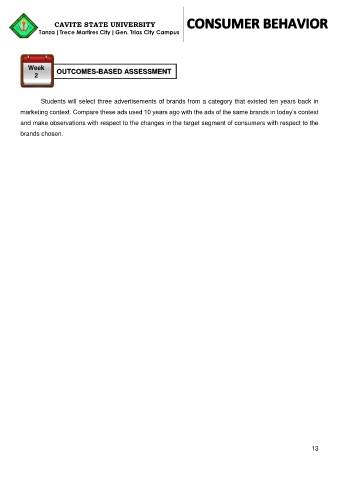 CAVITE STATE UNIVERSITY
Tanza | Trece Martires City | Gen. Trias City Campus
CONSUMER BEHAVIOR
Week
2
OUTCOMES-BASED ASSESSMENT
Students will select three advertisements of brands from a category that existed ten years back in
marketing context. Compare these ads used 10 years ago with the ads of the same brands in today's context
and make observations with respect to the changes in the target segment of consumers with respect to the
brands chosen.
13